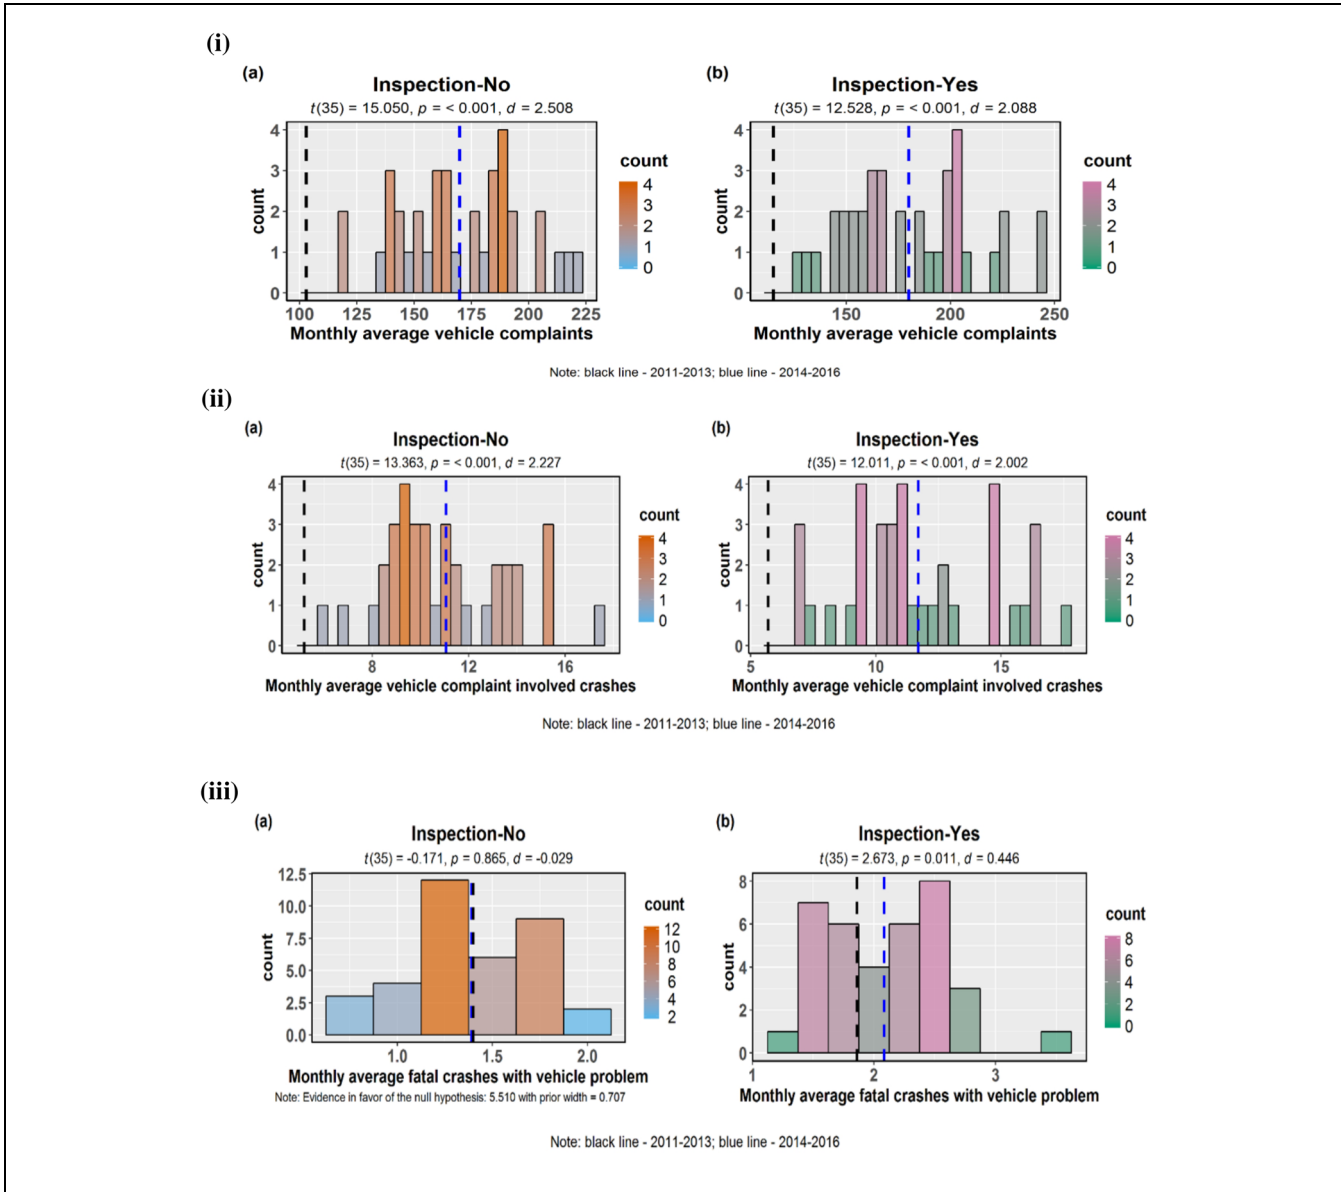 (i)
(a)
Inspection-No
t(35) = 15.050, p = < 0.001, d = 2.508
4
3
2
1
0
count
100 125 150 175 200 225
Monthly average vehicle complaints
count
4
3
2
1
0
(b)
Inspection-Yes
t(35) = 12.528, p = < 0.001, d = 2.088
4
3
2
1
0
count
150 200 250
Monthly average vehicle complaints
count
4
3
2
1
0
Note: black line - 2011-2013; blue line - 2014-2016
(ii)
(a)
Inspection-No
t(35) = 13.363, p = < 0.001, d = 2.227
4
3
2
1
0
count
8 12 16
Monthly average vehicle complaint involved crashes
count
4
3
2
1
0
(b)
Inspection-Yes
t(35) = 12.011, p = < 0.001, d = 2.002
4
3
2
1
0
count
5 10 15
Monthly average vehicle complaint involved crashes
count
4
3
2
1
0
Note: black line - 2011-2013; blue line - 2014-2016
(iii)
(a)
Inspection-No
t(35) = -0.171, p = 0.865, d = -0.029
12.5
10.0
7.5
5.0
2.5
0.0
count
1.0 1.5 2.0
Monthly average fatal crashes with vehicle problem
Note: Evidence in favor of the null hypothesis: 5.510 with prior width = 0.707
count
12
10
8
6
4
2
(b)
Inspection-Yes
t(35) = 2.673, p = 0.011, d = 0.446
8
6
4
2
0
count
1 2 3
Monthly average fatal crashes with vehicle problem
count
8
6
4
2
0
Note: black line - 2011-2013; blue line - 2014-2016